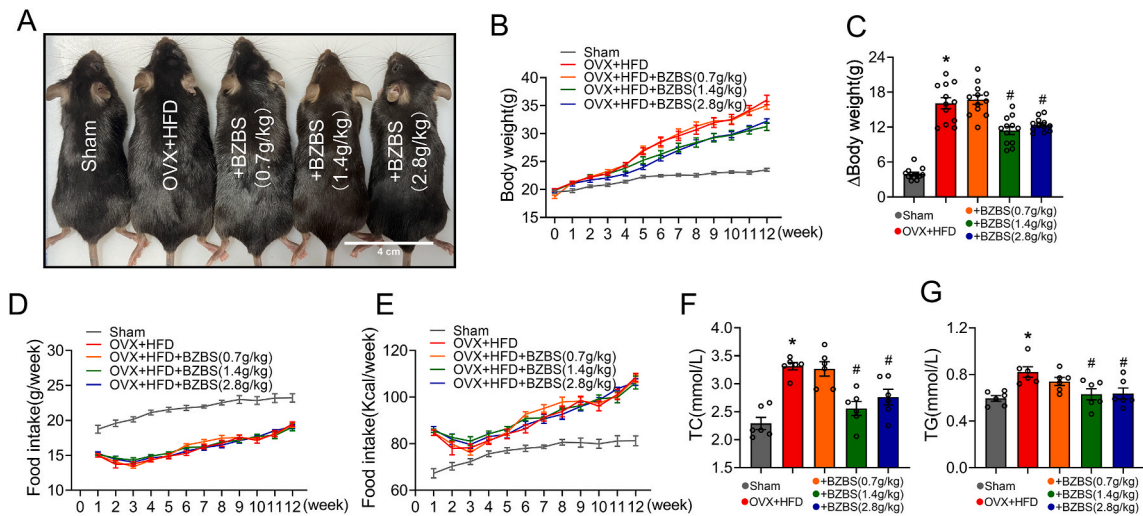 A
Sham
OVX+HFD
+BZBS
(0.7g/kg)
+BZBS
(1.4g/kg)
+BZBS
(2.8g/kg)
4 cm
B
Sham
OVX+HFD
OVX+HFD+BZBS(0.7g/kg)
OVX+HFD+BZBS(1.4g/kg)
OVX+HFD+BZBS(2.8g/kg)
Body weight(g)
40
35
30
25
20
15
0 1 2 3 4 5 6 7 8 9 10 11 12 (week)
C
ΔBody weight(g)
24
18
12
6
0
*
#
#
Sham
OVX+HFD
+BZBS(0.7g/kg)
+BZBS(1.4g/kg)
+BZBS(2.8g/kg)
D
Food intake(g/week)
30
25
20
15
10
Sham
OVX+HFD
OVX+HFD+BZBS(0.7g/kg)
OVX+HFD+BZBS(1.4g/kg)
OVX+HFD+BZBS(2.8g/kg)
0 1 2 3 4 5 6 7 8 9 10 11 12 (week)
E
Food intake(Kcal/week)
120
100
80
60
Sham
OVX+HFD
OVX+HFD+BZBS(0.7g/kg)
OVX+HFD+BZBS(1.4g/kg)
OVX+HFD+BZBS(2.8g/kg)
0 1 2 3 4 5 6 7 8 9 10 11 12 (week)
F
TC(mmol/L)
4.0
3.5
3.0
2.5
2.0
1.5
*
#
#
Sham
OVX+HFD
+BZBS(0.7g/kg)
+BZBS(1.4g/kg)
+BZBS(2.8g/kg)
G
TG(mmol/L)
1.2
0.8
0.4
0.0
*
#
#
Sham
OVX+HFD
+BZBS(0.7g/kg)
+BZBS(1.4g/kg)
+BZBS(2.8g/kg)